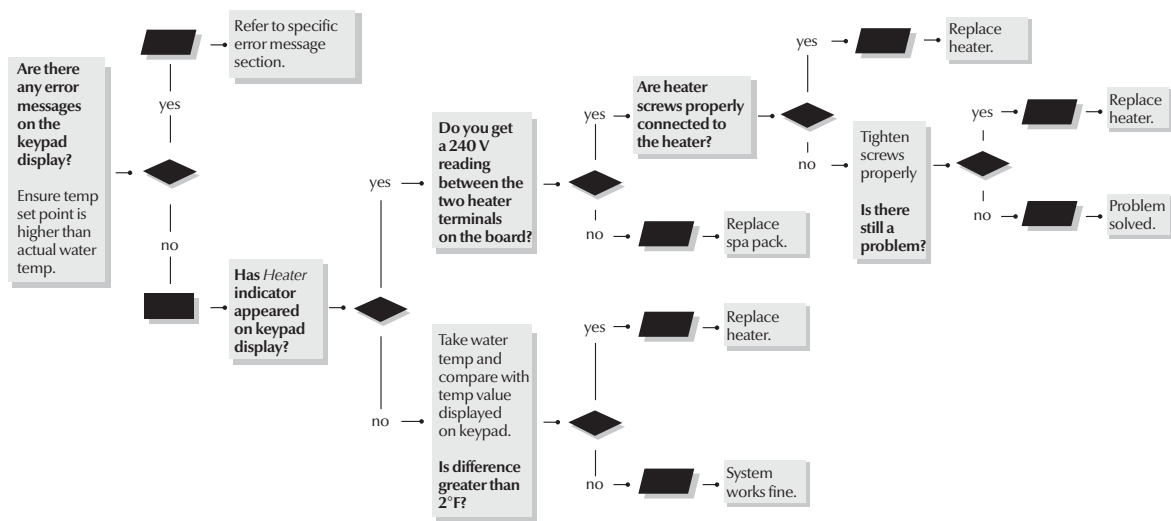 Are there
any error
messages
on the
keypad
display?
Ensure temp
set point is
higher than
actual water
temp.
yes
Refer to specific
error message
section.
no
Has Heater
indicator
appeared
on keypad
display?
yes
Do you get
a 240 V
reading
between the
two heater
terminals
on the board?
yes
Are heater
screws properly
connected to
the heater?
yes
Replace
heater.
no
Tighten
screws
properly
Is there
still a
problem?
yes
Replace
heater.
no
Problem
solved.
no
Replace
spa pack.
no
Take water
temp and
compare with
temp value
displayed
on keypad.
Is difference
greater than
2°F?
yes
Replace
heater.
no
System
works fine.